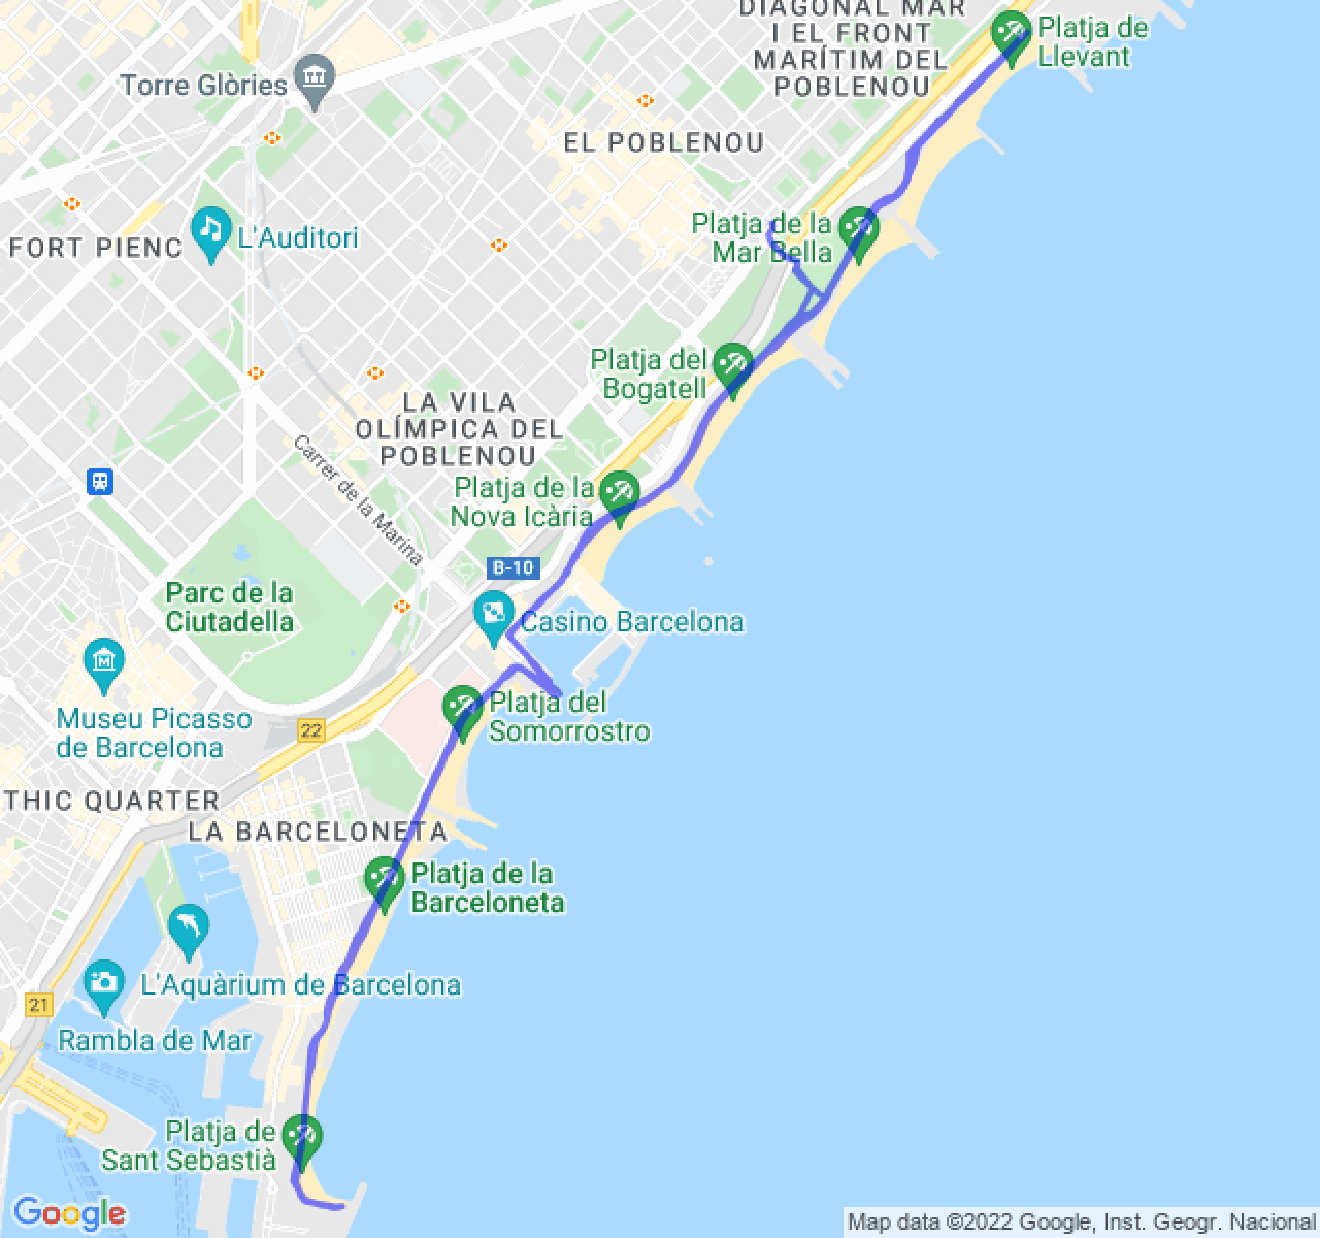 DIAGONAL MAR
I EL FRONT
MARÍTIM DEL
POBLENOU
Platja de
Llevant
Torre Glòries
EL POBLENOU
FORT PIENC
L'Auditori
Platja de la
Mar Bella
Platja del
Bogatell
LA VILA
OLÍMPICA DEL
POBLENOU
Carrer de la Marina
Platja de la
Nova Icària
B-10
Parc de la
Ciutadella
Casino Barcelona
M
Museu Picasso
de Barcelona
22
Platja del
Somorrostro
THIC QUARTER
LA BARCELONETA
Platja de la
Barceloneta
L'Aquàrium de Barcelona
21
Rambla de Mar
Platja de
Sant Sebastià
Google
Map data ©2022 Google, Inst. Geogr. Nacional